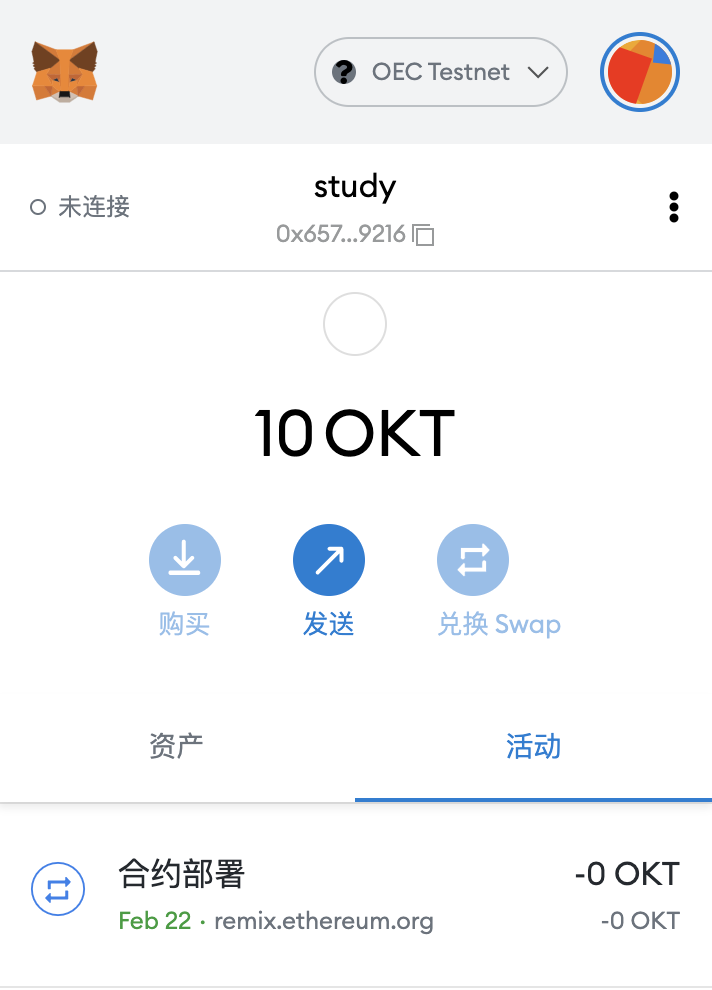 OEC Testnet
未连接
study
0x657...9216
10 OKT
购买
发送
兑换 Swap
资产
活动
合约部署
-0 OKT
Feb 22 · remix.ethereum.org
-0 OKT